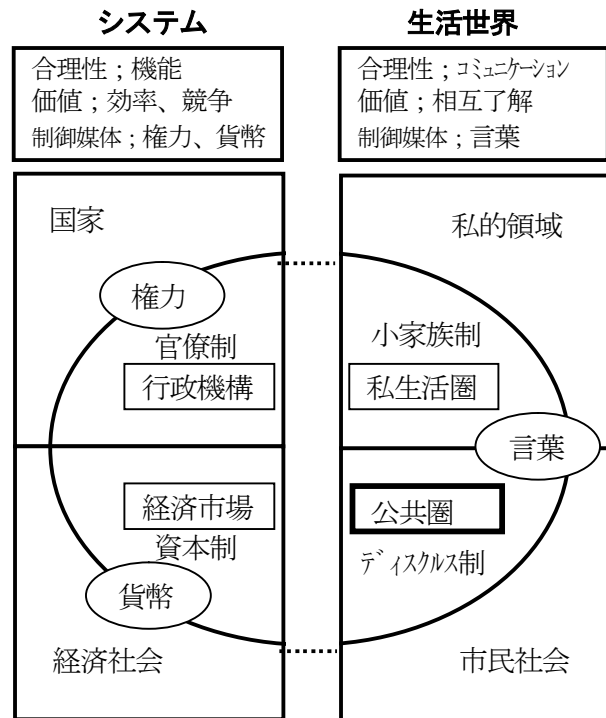 システム
合理性；機能
価値；効率、競争
制御媒体；権力、貨幣
生活世界
合理性；ｺﾐｭﾆｹｰｼｮﾝ
価値；相互了解
制御媒体；言葉
国家
権力
官僚制
行政機構
経済市場
資本制
貨幣
経済社会
私的領域
小家族制
私生活圏
言葉
公共圏
ﾃﾞｨｽｸﾙｽ制
市民社会